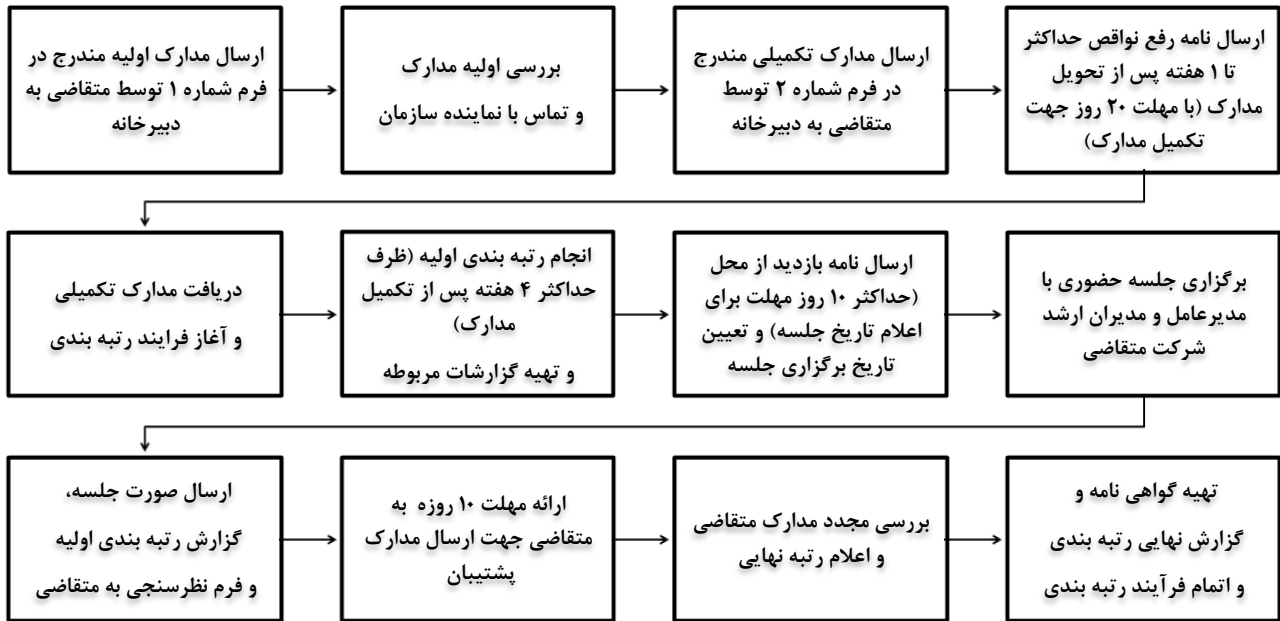 ارسال مدارک اولیه مندرج در
فرم شماره ۱ توسط متقاضی به
دبیرخانه
بررسی اولیه مدارک
و تماس با نماینده سازمان
ارسال مدارک تکمیلی مندرج
در فرم شماره ۲ توسط
متقاضی به دبیرخانه
ارسال نامه رفع نواقص حداکثر
تا ۱ هفته پس از تحویل
مدارک (با مهلت ۲۰ روز جهت
تکمیل مدارک)
دریافت مدارک تکمیلی
و آغاز فرایند رتبه بندی
انجام رتبه بندی اولیه (ظرف
حداکثر ۴ هفته پس از تکمیل
مدارک)
و تهیه گزارشات مربوطه
ارسال نامه بازدید از محل
(حداکثر ۱۰ روز مهلت برای
اعلام تاریخ جلسه) و تعیین
تاریخ برگزاری جلسه
برگزاری جلسه حضوری با
مدیرعامل و مدیران ارشد
شرکت متقاضی
ارسال صورت جلسه،
گزارش رتبه بندی اولیه
و فرم نظرسنجی به متقاضی
ارائه مهلت ۱۰ روزه به
متقاضی جهت ارسال مدارک
پشتیبان
بررسی مجدد مدارک متقاضی
و اعلام رتبه نهایی
تهیه گواهی نامه و
گزارش نهایی رتبه بندی
و اتمام فرآیند رتبه بندی